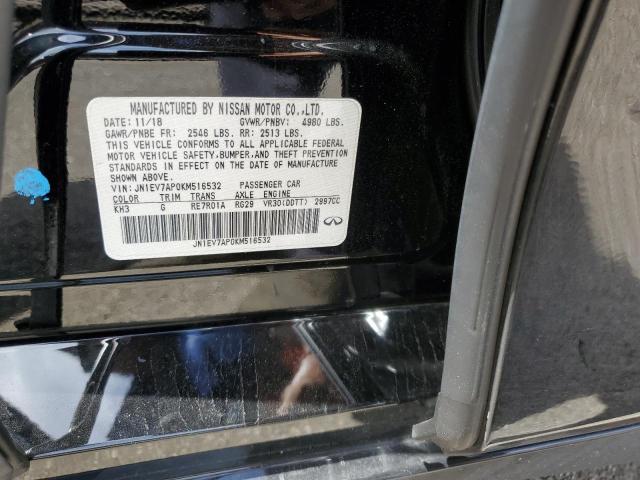 MANUFACTURED BY NISSAN MOTOR CO.,LTD.
DATE: 11/18 GVWR/PNBV: 4980 LBS.
GAWR/PNBE FR: 2546 LBS. RR: 2513 LBS.
THIS VEHICLE CONFORMS TO ALL APPLICABLE FEDERAL
MOTOR VEHICLE SAFETY, BUMPER, AND THEFT PREVENTION
STANDARDS IN EFFECT ON THE DATE OF MANUFACTURE
SHOWN ABOVE.
VIN: JN1EV7AP0KM516532 PASSENGER CAR
COLOR TRIM TRANS AXLE ENGINE
KH3 G RE7R01A RG29 VR30(DDTT) 2997CC
JN1EV7AP0KM516532